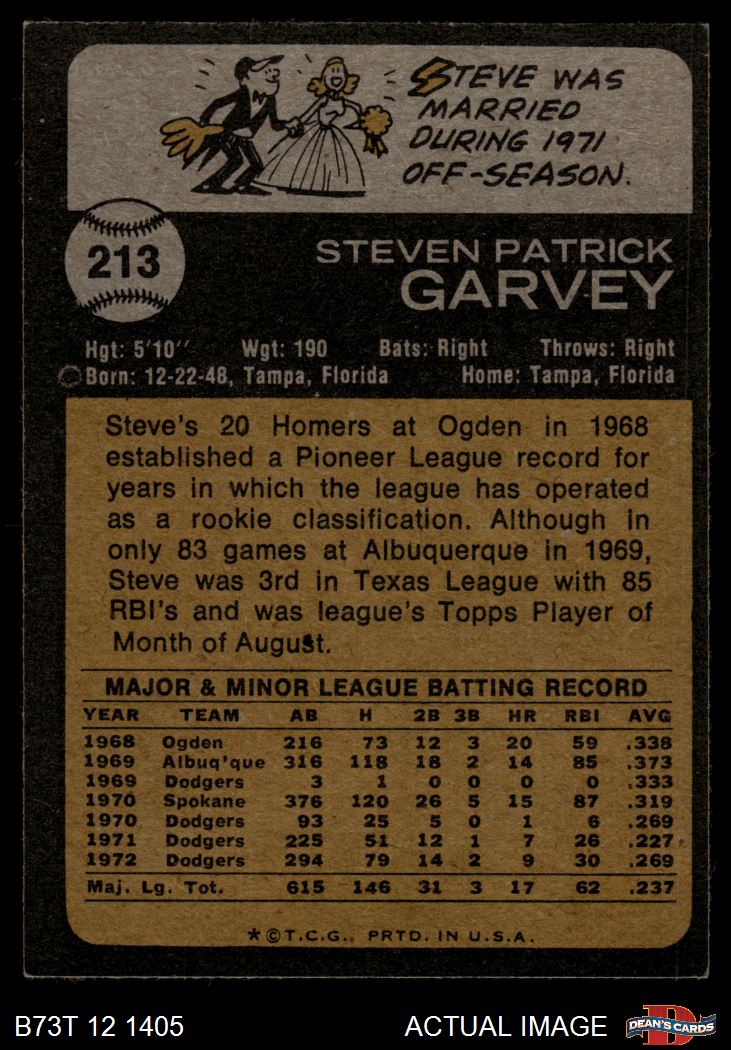 STEVE WAS
MARRIED
DURING 1971
OFF-SEASON.
213
STEVEN PATRICK
GARVEY
Hgt: 5'10" Wgt: 190 Bats: Right Throws: Right
Born: 12-22-48, Tampa, Florida Home: Tampa, Florida
Steve's 20 Homers at Ogden in 1968
established a Pioneer League record for
years in which the league has operated
as a rookie classification. Although in
only 83 games at Albuquerque in 1969,
Steve was 3rd in Texas League with 85
RBI's and was league's Topps Player of
Month of August.
MAJOR & MINOR LEAGUE BATTING RECORD
YEAR TEAM AB H 2B 3B HR RBI AVG
1968 Ogden 216 73 12 3 20 59 .338
1969 Albuq'que 316 118 18 2 14 85 .373
1969 Dodgers 3 1 0 0 0 0 .333
1970 Spokane 376 120 26 5 15 87 .319
1970 Dodgers 93 25 5 0 1 6 .269
1971 Dodgers 225 51 12 1 7 26 .227
1972 Dodgers 294 79 14 2 9 30 .269
Maj. Lg. Tot. 615 146 31 3 17 62 .237
* © T.C.G., PRTD. IN U.S.A.
B73T 12 1405 ACTUAL IMAGE
D
DEAN'S CARDS